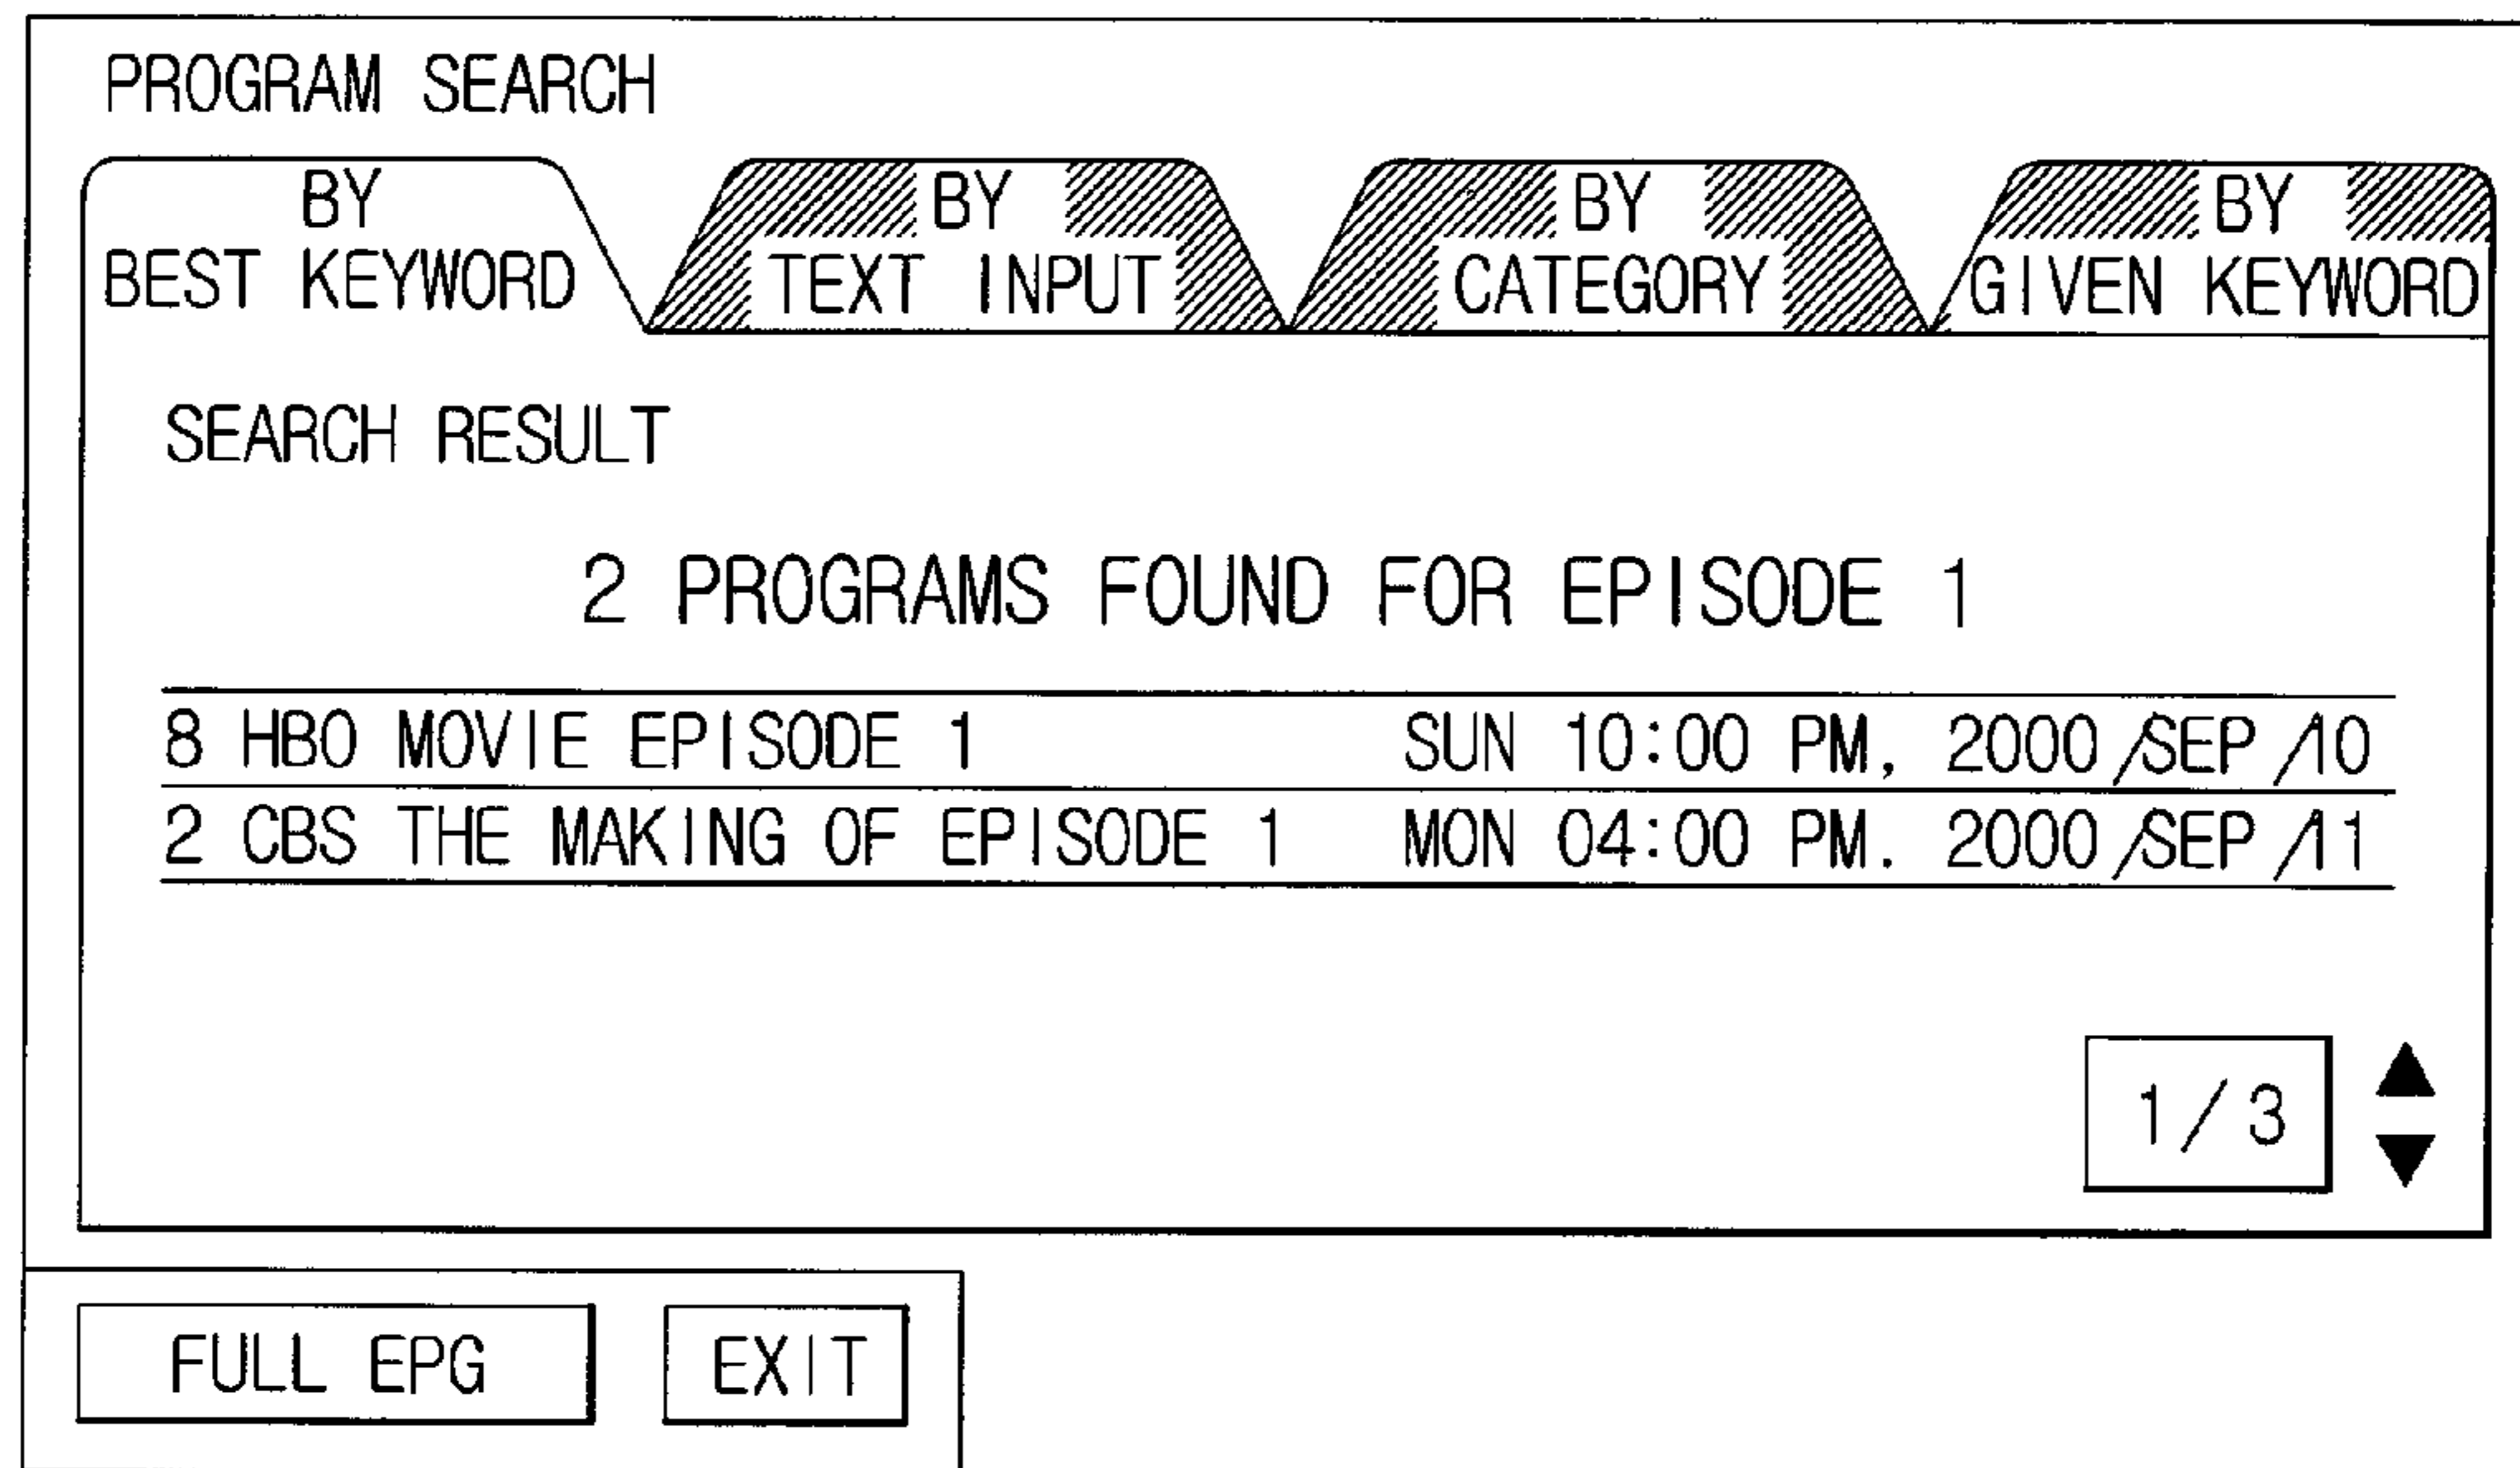 PROGRAM SEARCH
BY BEST KEYWORD
BY TEXT INPUT
BY CATEGORY
BY GIVEN KEYWORD
SEARCH RESULT
2 PROGRAMS FOUND FOR EPISODE 1
8 HBO MOVIE EPISODE 1 SUN 10:00 PM, 2000/SEP/10
2 CBS THE MAKING OF EPISODE 1 MON 04:00 PM. 2000/SEP/11
1/3
FULL EPG
EXIT